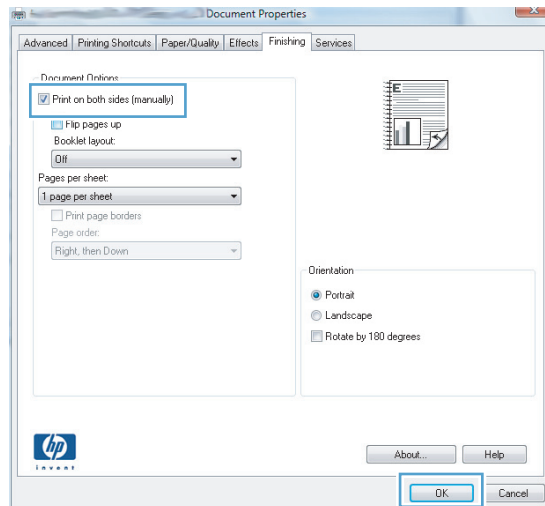 Document Properties
Advanced Printing Shortcuts Paper/Quality Effects Finishing Services
Document Options
Print on both sides (manually)
Flip pages up
Booklet layout:
Off
Pages per sheet:
1 page per sheet
Print page borders
Page order:
Right, then Down
E
Orientation
Portrait
Landscape
Rotate by 180 degrees
hp
invent
About... Help
OK Cancel